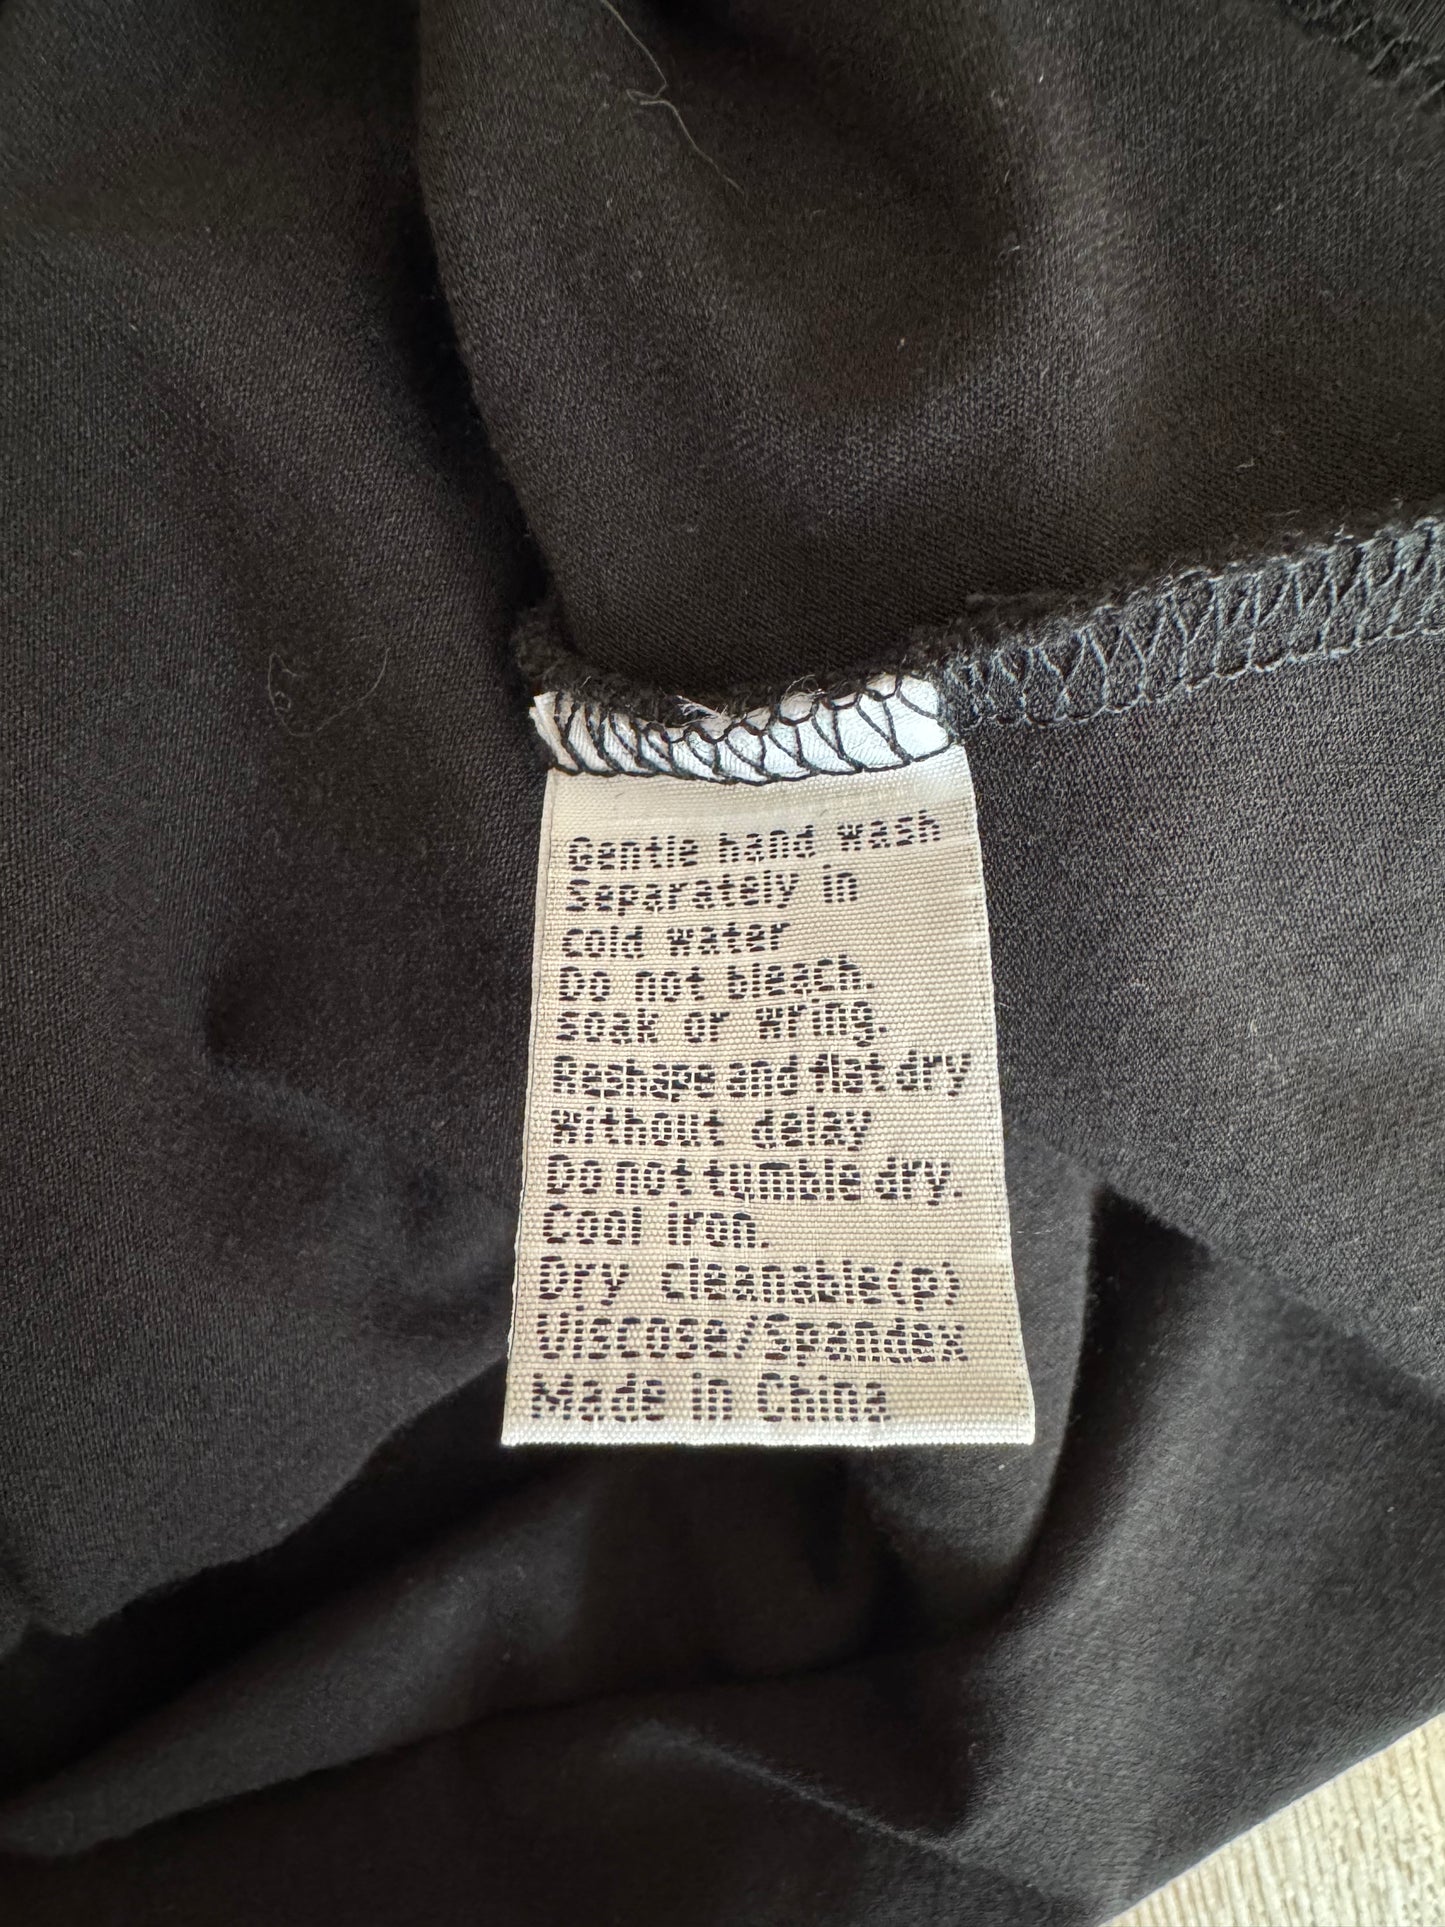 Gentle hand wash
Separately in
cold water
Do not bleach.
soak or wring.
Reshape and flat dry
without delay
Do not tumble dry.
Cool iron.
Dry cleanable(p)
Viscose/Spandex
Made in China